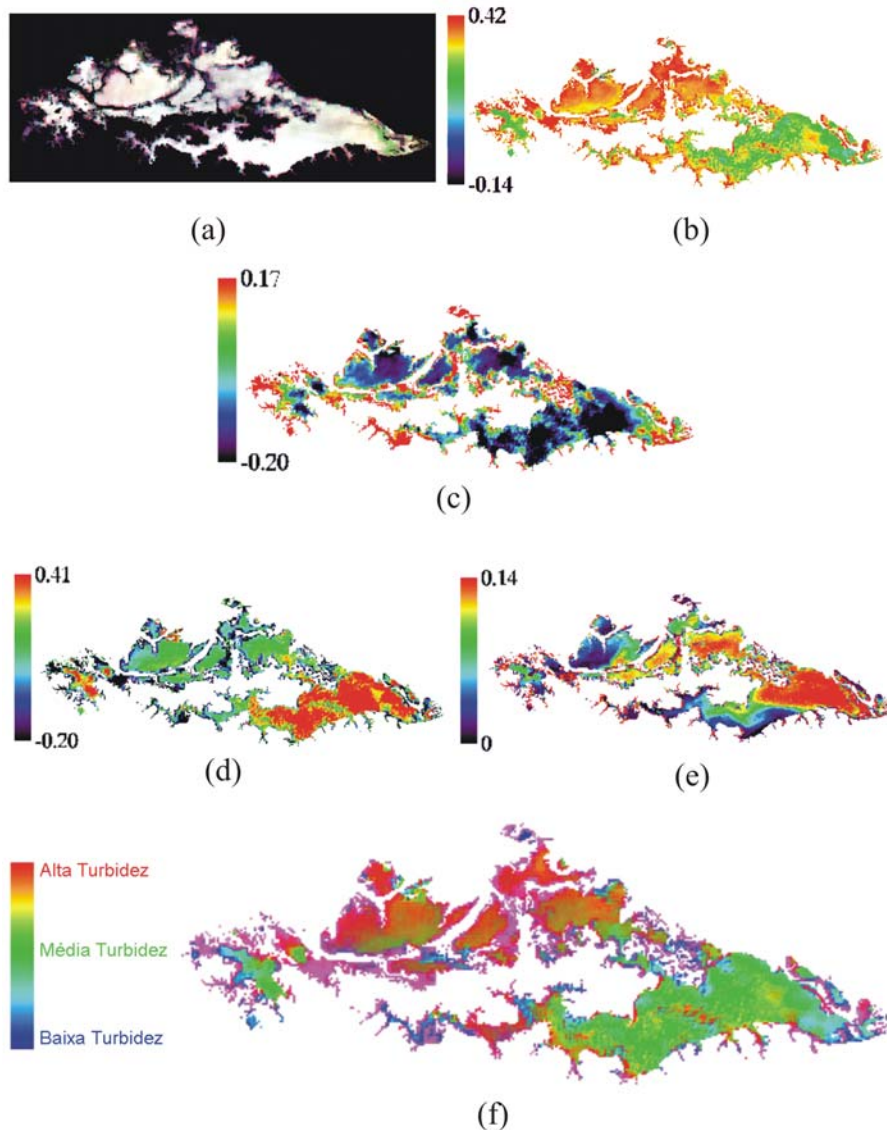 0.42
-0.14
(a)
(b)
0.17
-0.20
(c)
0.41
-0.20
(d)
0.14
0
(e)
Alta Turbidez
Média Turbidez
Baixa Turbidez
(f)